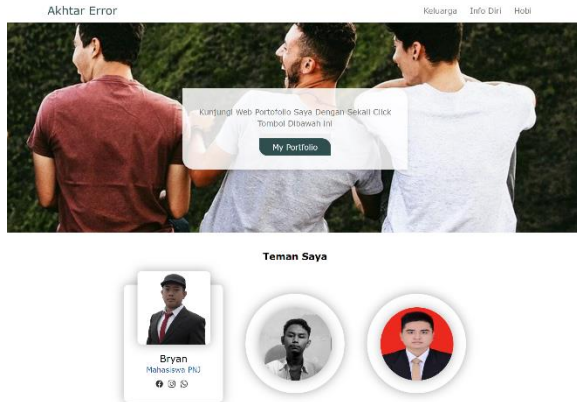 Akhtar Error
Keluarga Info Diri Hobi
Kunjungi Web Portofolio Saya Dengan Sekali Click
Tombol Dibawah Ini
My Portfolio
Teman Saya
Bryan
Mahasiswa PNJ